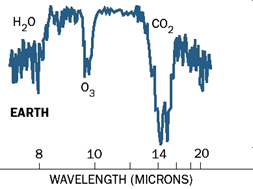 H2O
CO2
O3
EARTH
8 10 14 20
WAVELENGTH (MICRONS)